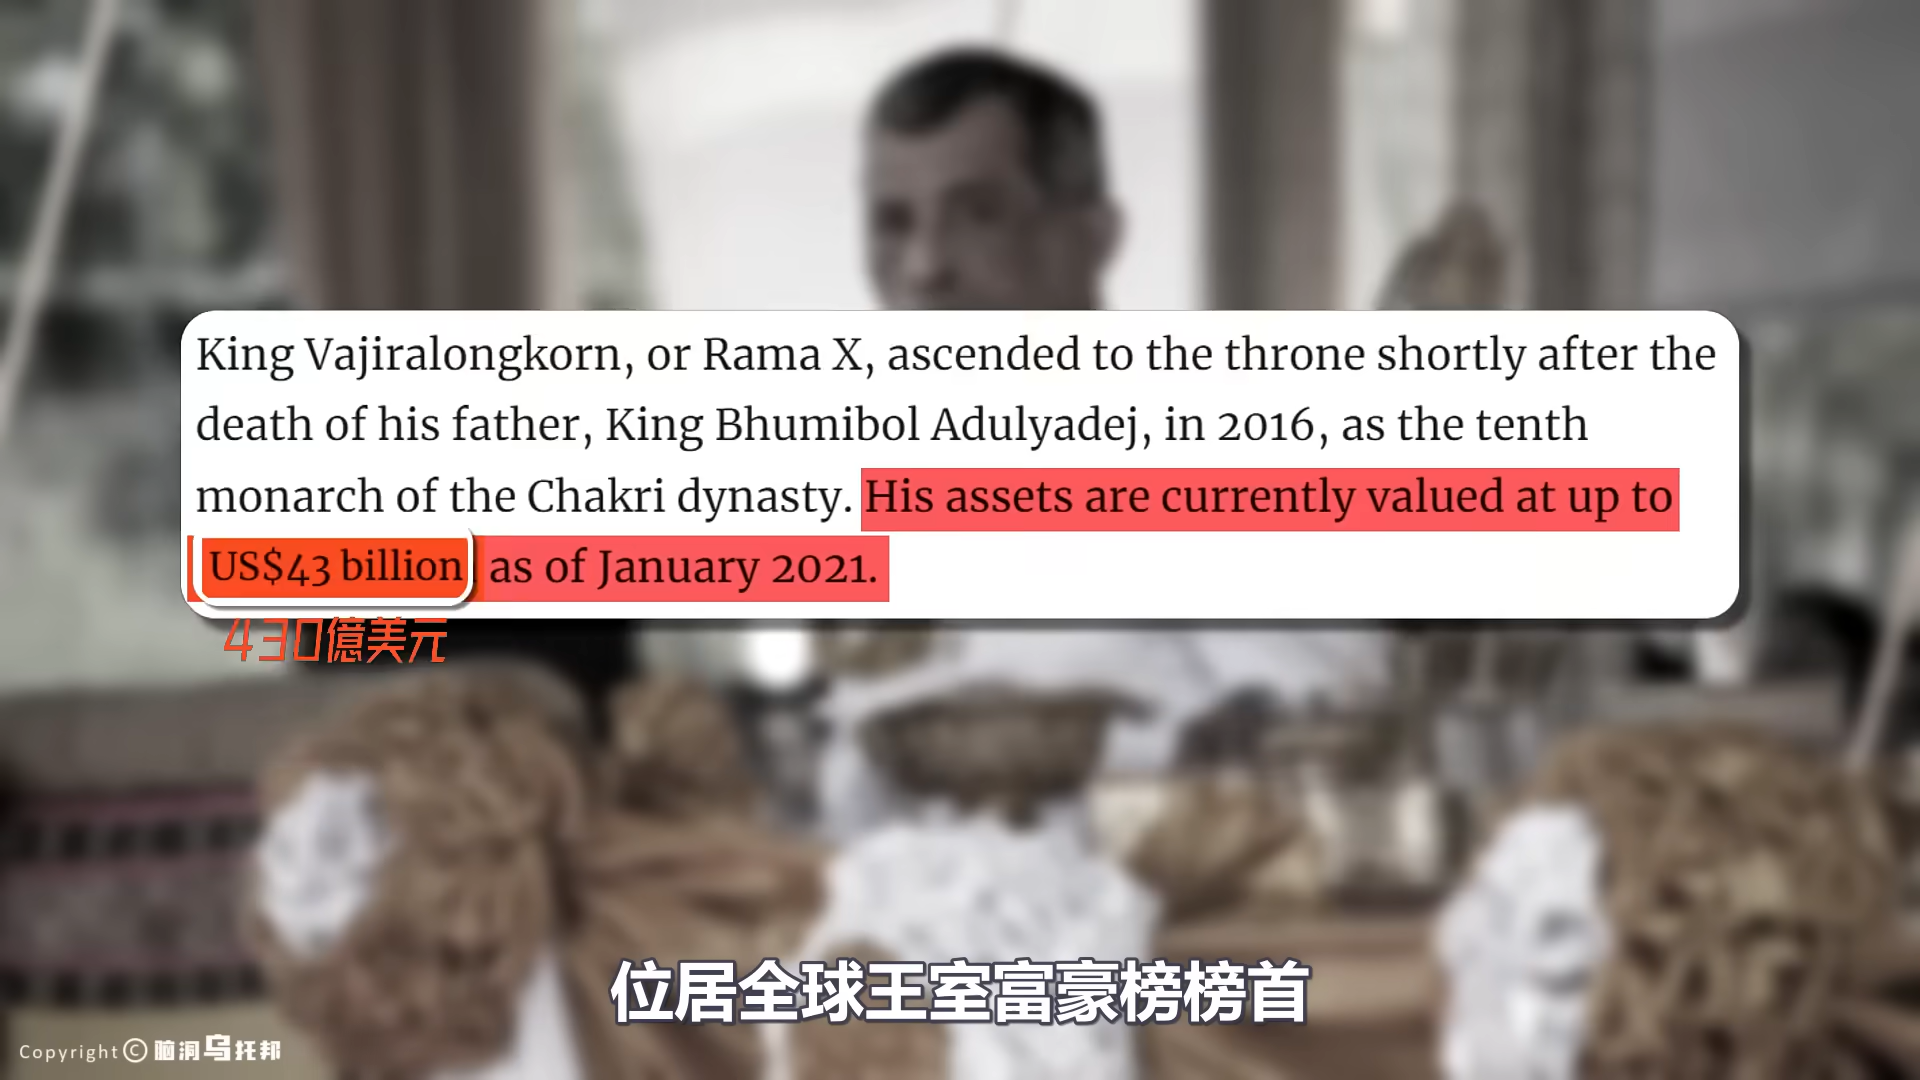 King Vajiralongkorn, or Rama X, ascended to the throne shortly after the
death of his father, King Bhumibol Adulyadej, in 2016, as the tenth
monarch of the Chakri dynasty. His assets are currently valued at up to
US$43 billion as of January 2021.
430億美元
位居全球王室富豪榜榜首
Copyright © 脑洞乌托邦